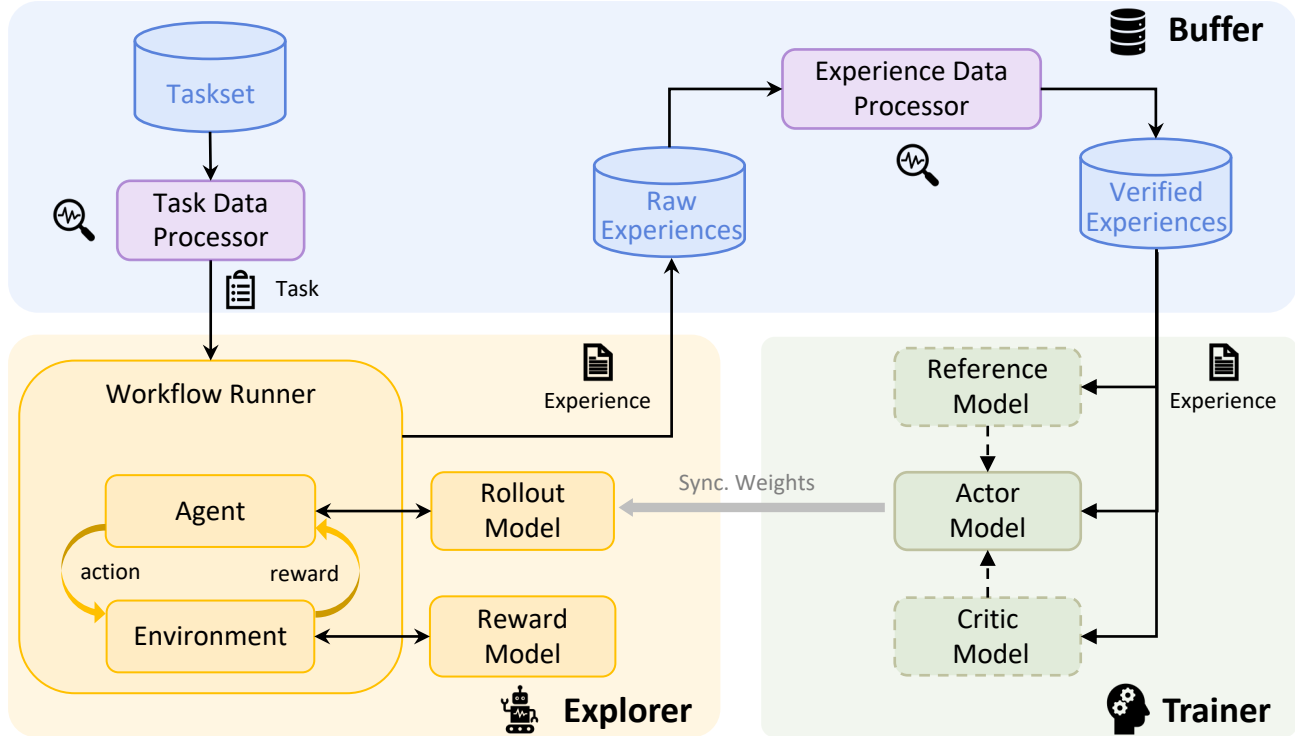 Buffer
Taskset
Experience Data
Processor
Task Data
Processor
Raw
Experiences
Verified
Experiences
Task
Workflow Runner
Experience
Reference
Model
Experience
Agent
Rollout
Model
Sync. Weights
Actor
Model
action
reward
Environment
Reward
Model
Critic
Model
Explorer
Trainer